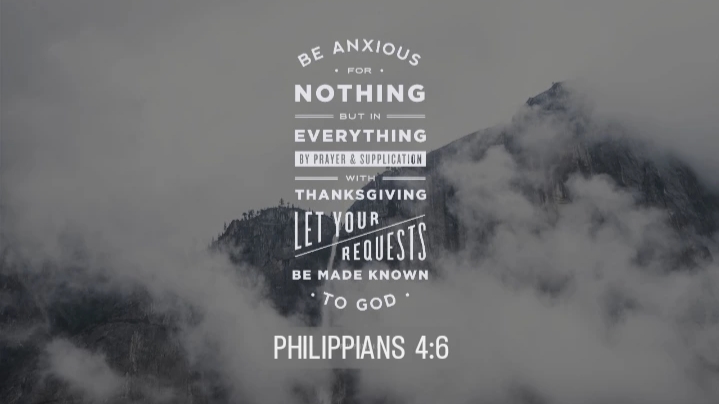 BE ANXIOUS
• FOR •
NOTHING
BUT IN
EVERYTHING
BY PRAYER & SUPPLICATION
WITH
THANKSGIVING
LET YOUR
REQUESTS
BE MADE KNOWN
• TO GOD •
PHILIPPIANS 4:6